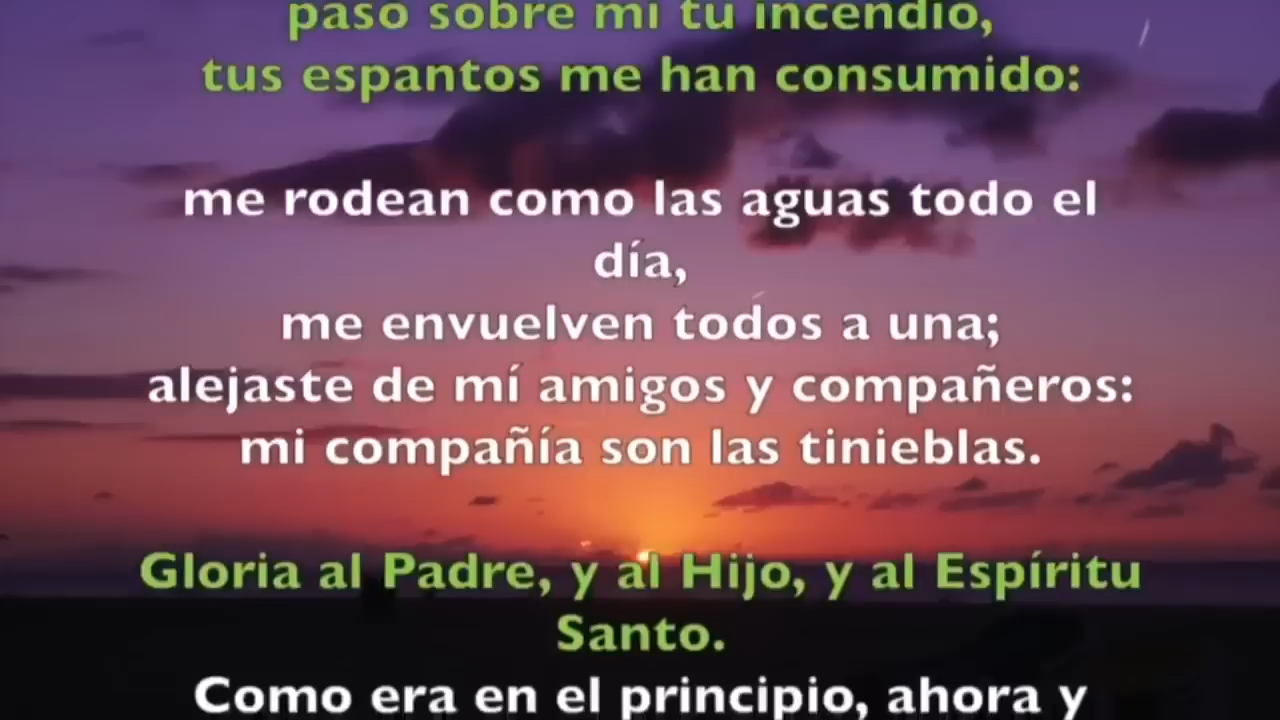 pasó sobre mí tu incendio,
tus espantos me han consumido:
me rodean como las aguas todo el
día,
me envuelven todos a una;
alejaste de mí amigos y compañeros:
mi compañía son las tinieblas.
Gloria al Padre, y al Hijo, y al Espíritu
Santo.
Como era en el principio, ahora y